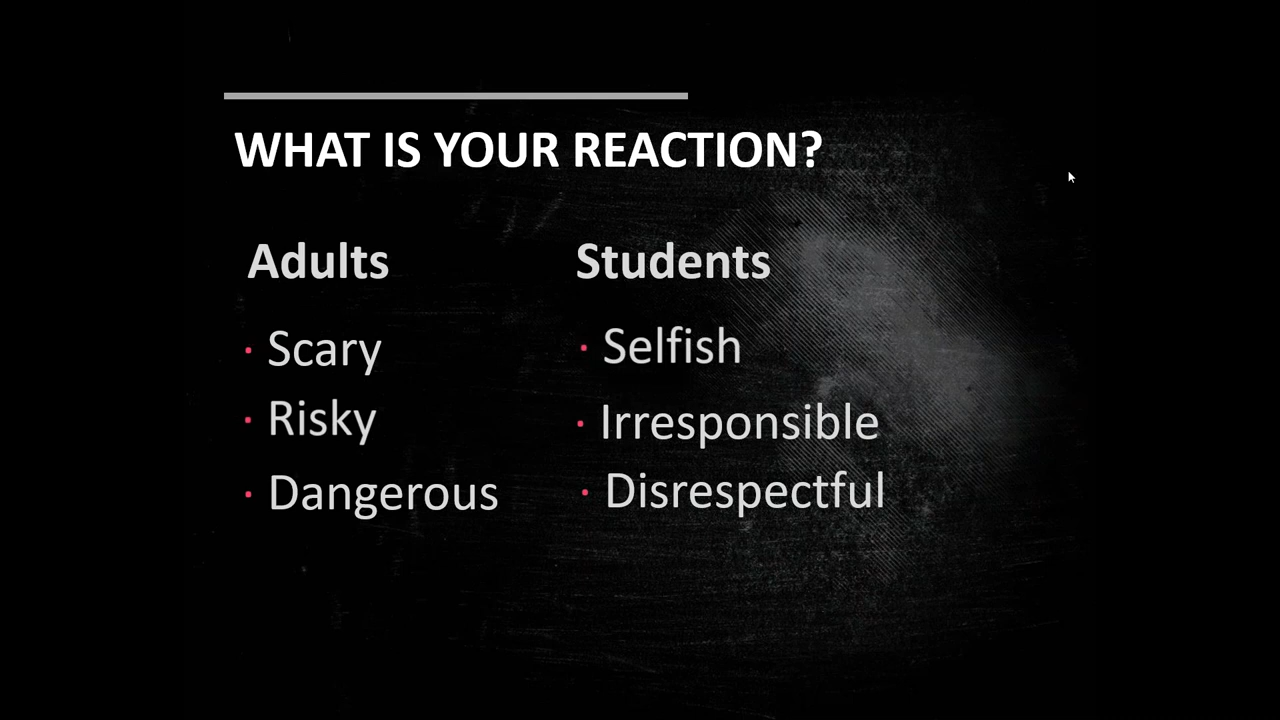 WHAT IS YOUR REACTION?
Adults
· Scary
· Risky
· Dangerous
Students
· Selfish
· Irresponsible
· Disrespectful